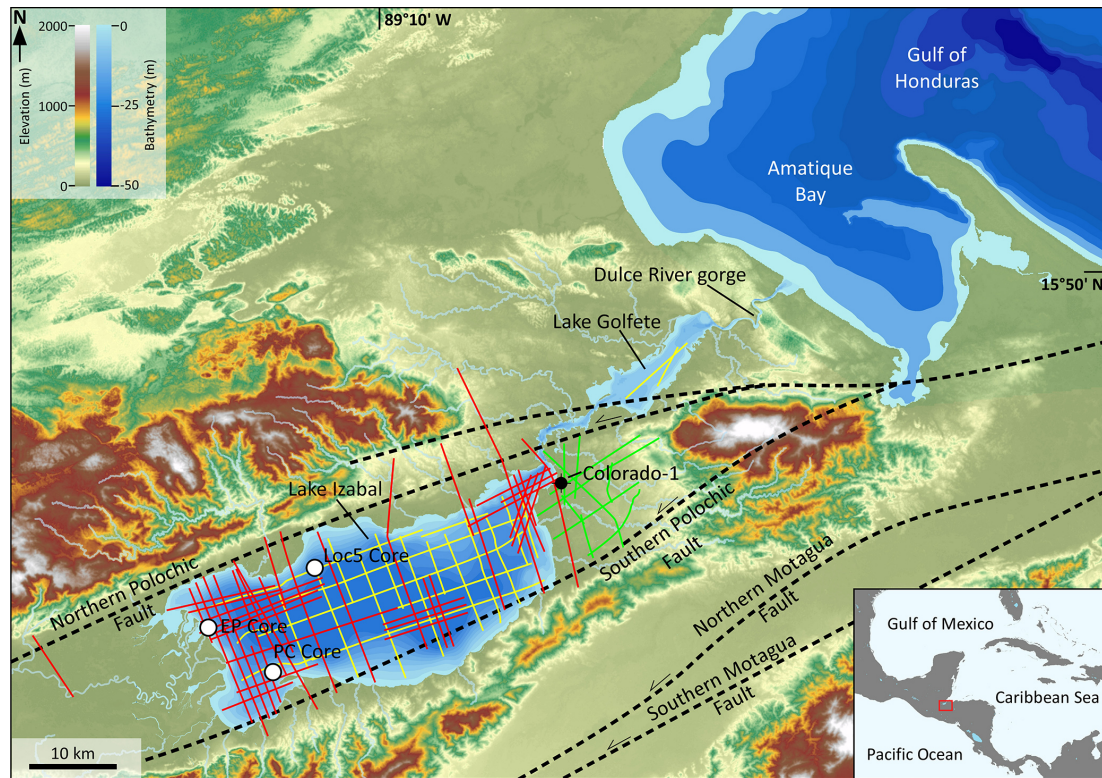 N
89°10' W
2000
1000
0
Elevation (m)
0
-25
-50
Bathymetry (m)
Gulf of
Honduras
Amatique
Bay
15°50' N
Dulce River gorge
Lake Golfete
Colorado-1
Lake Izabal
Loc5 Core
EP Core
PC Core
Northern Polochic
Fault
Southern Polochic
Fault
Northern Motagua
Fault
Southern Motagua
Fault
10 km
Gulf of Mexico
Caribbean Sea
Pacific Ocean